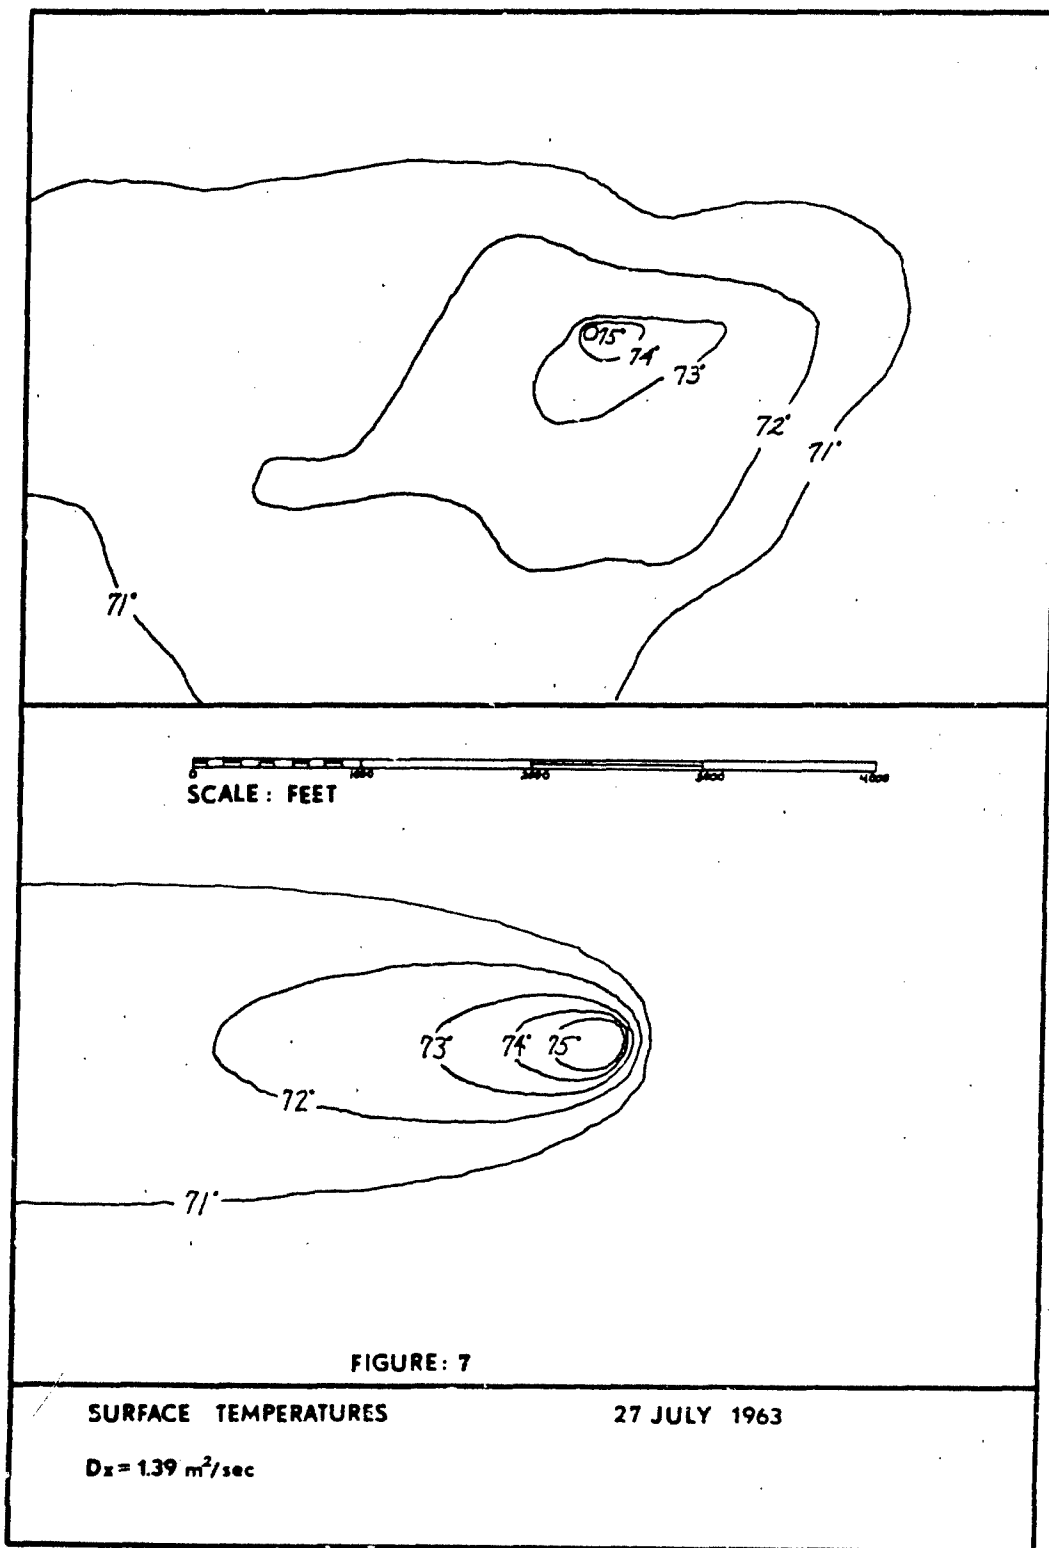 75°
74°
73°
72°
71°
71°
0 1000 2000 3000 4000
SCALE: FEET
73° 74° 75°
72°
71°
FIGURE: 7
SURFACE TEMPERATURES 27 JULY 1963
Dx = 1.39 m²/sec